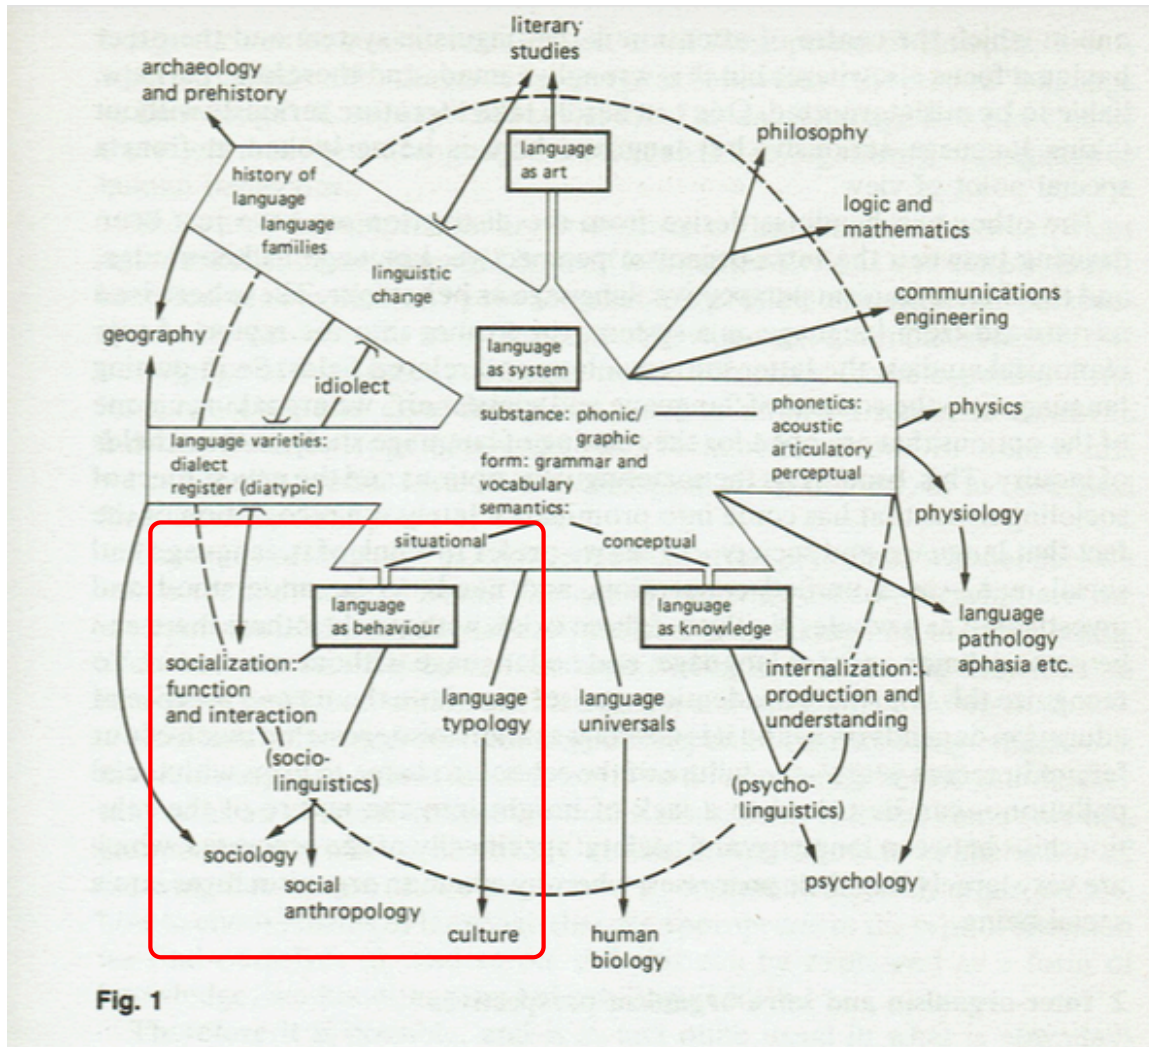 literary
studies
archaeology
and prehistory
language
as art
philosophy
history of
language
language
families
logic and
mathematics
linguistic
change
communications
engineering
geography
language
as system
idiolect
phonetics:
acoustic
articulatory
perceptual
physics
substance: phonic/
graphic
language varieties:
dialect
register (diatypic)
form: grammar and
vocabulary
semantics:
physiology
situational
conceptual
language
as behaviour
language
as knowledge
language
pathology
aphasia etc.
socialization:
function
and interaction
language
typology
language
universals
internalization:
production and
understanding
(socio-
linguistics)
(psycho-
linguistics)
sociology
social
anthropology
psychology
culture
human
biology
Fig. 1